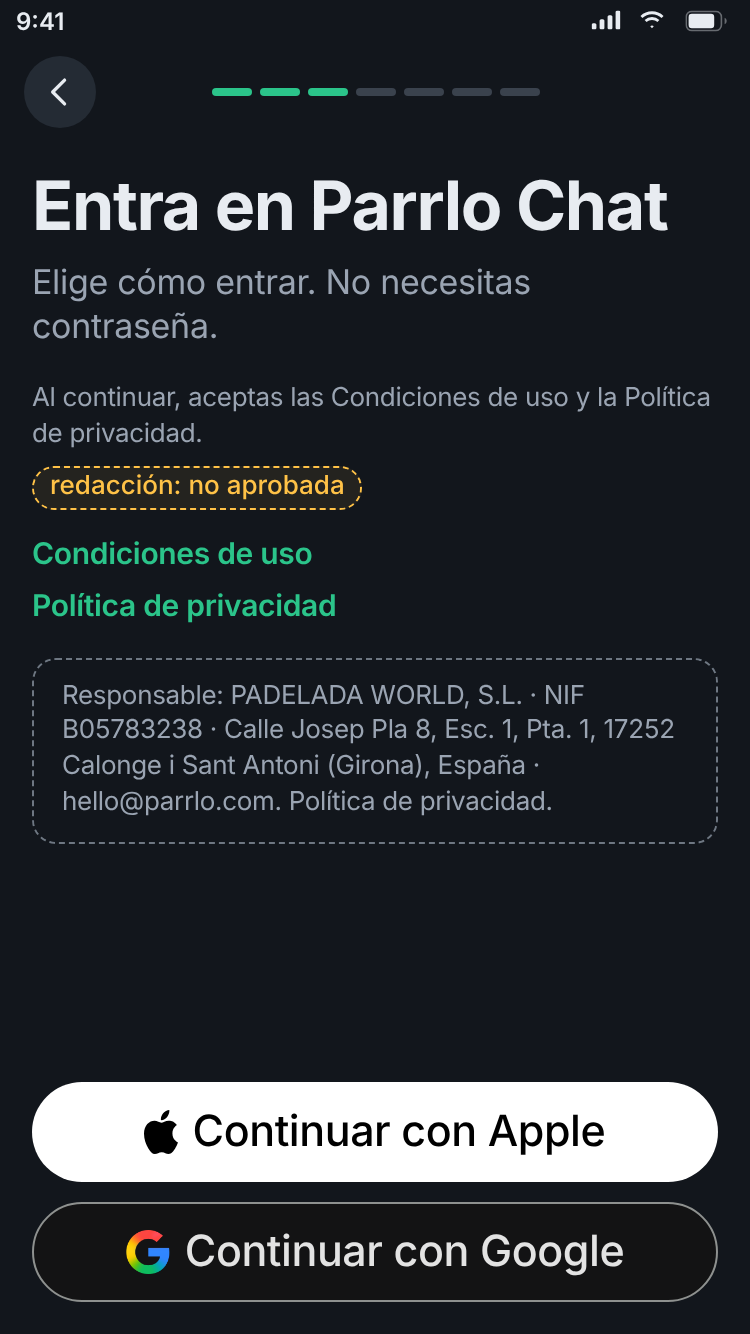 9:41
Entra en Parrlo Chat
Elige cómo entrar. No necesitas
contraseña.
Al continuar, aceptas las Condiciones de uso y la Política
de privacidad.
redacción: no aprobada
Condiciones de uso
Política de privacidad
Responsable: PADELADA WORLD, S.L. · NIF
B05783238 · Calle Josep Pla 8, Esc. 1, Pta. 1, 17252
Calonge i Sant Antoni (Girona), España ·
hello@parrlo.com. Política de privacidad.
Continuar con Apple
Continuar con Google